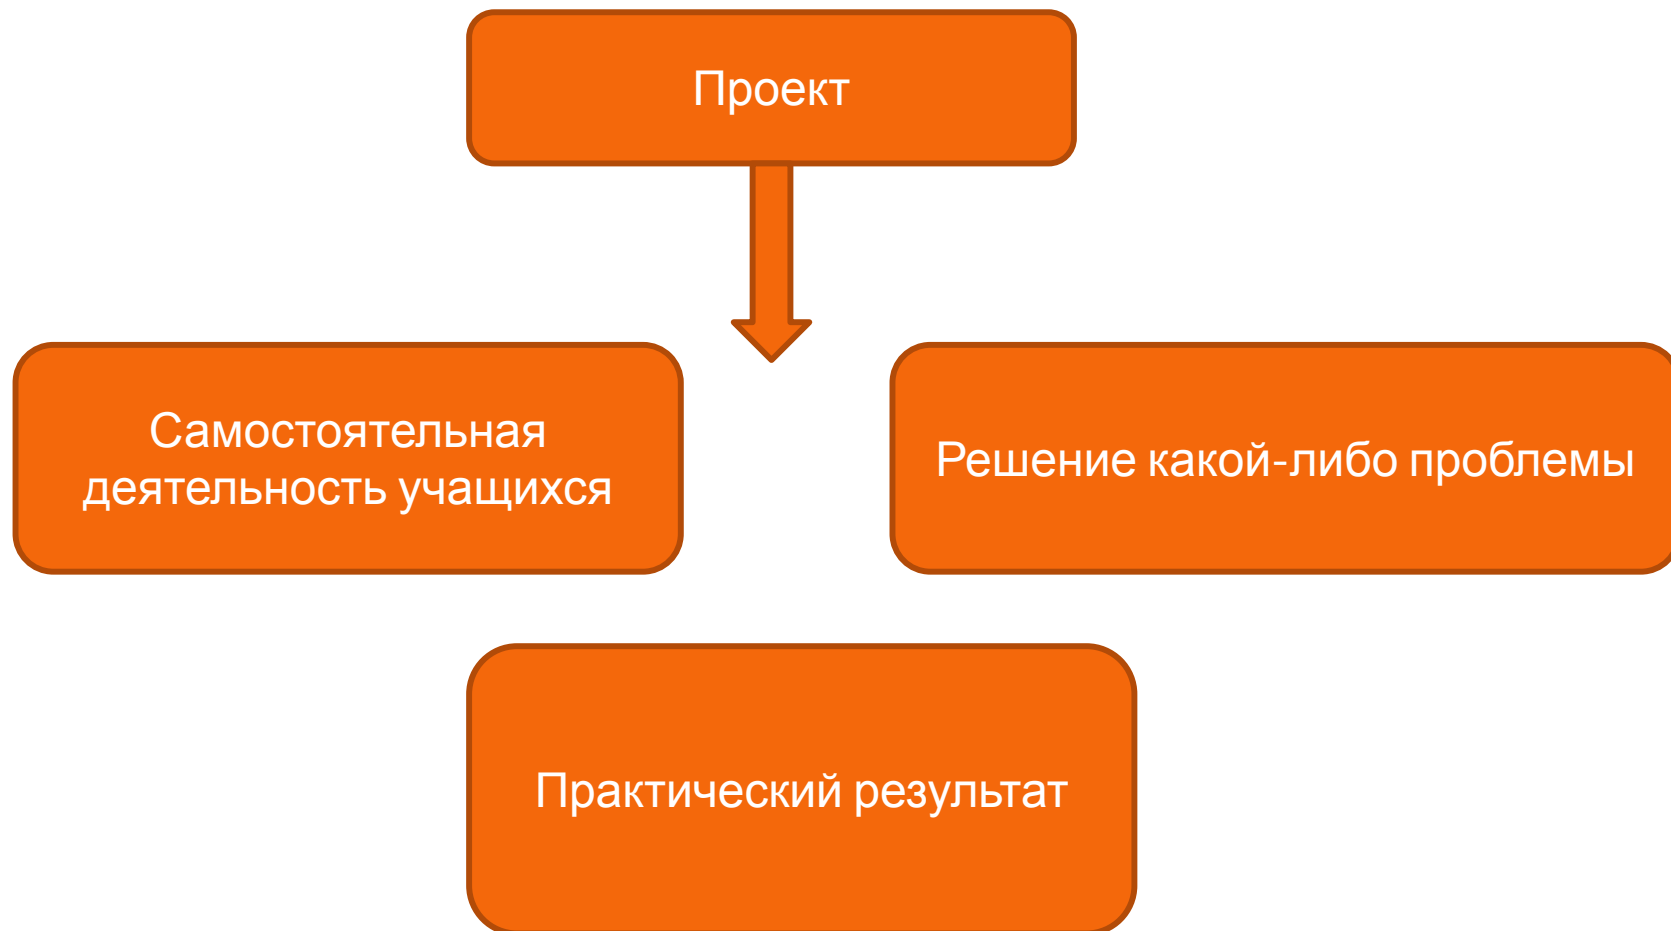 Проект
Самостоятельная
деятельность учащихся
Решение какой-либо проблемы
Практический результат